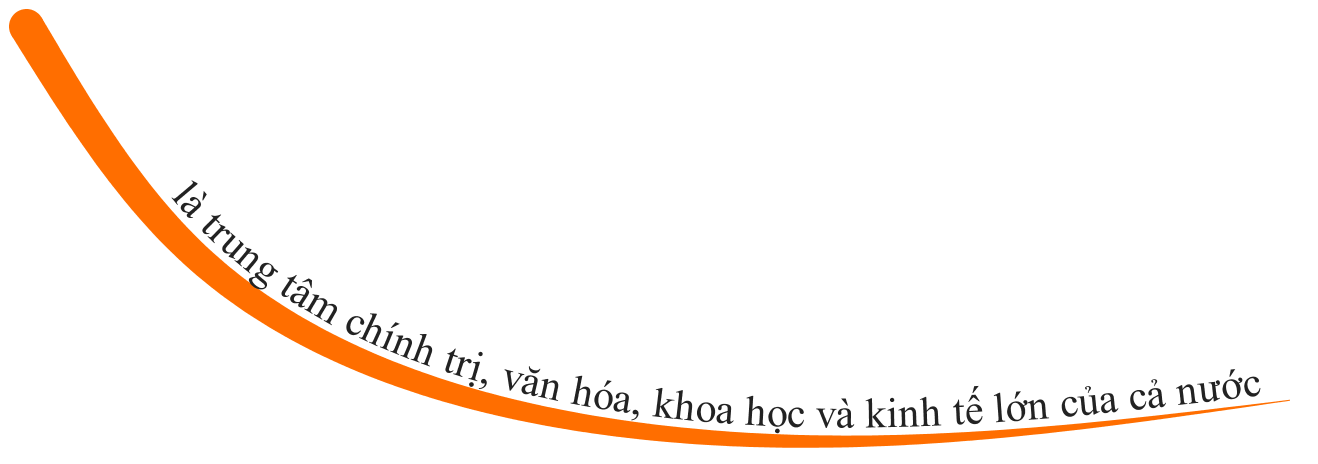 là trung tâm chính trị, văn hóa, khoa học và kinh tế lớn của cả nước